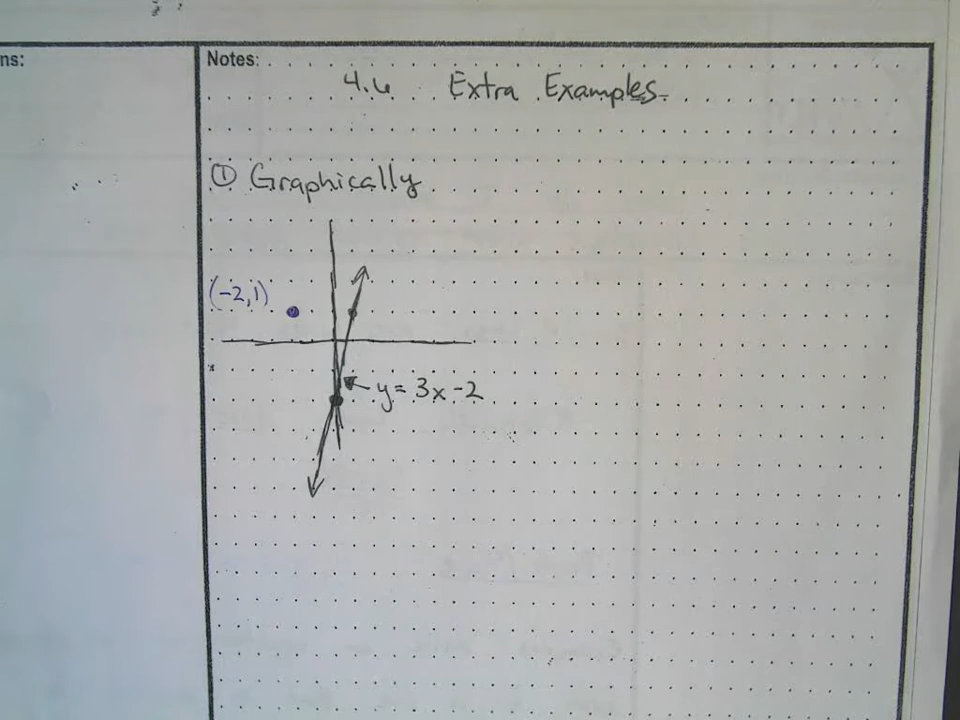 ns:
Notes:
4.6 Extra Examples
① Graphically
(-2,1)
y = 3x - 2